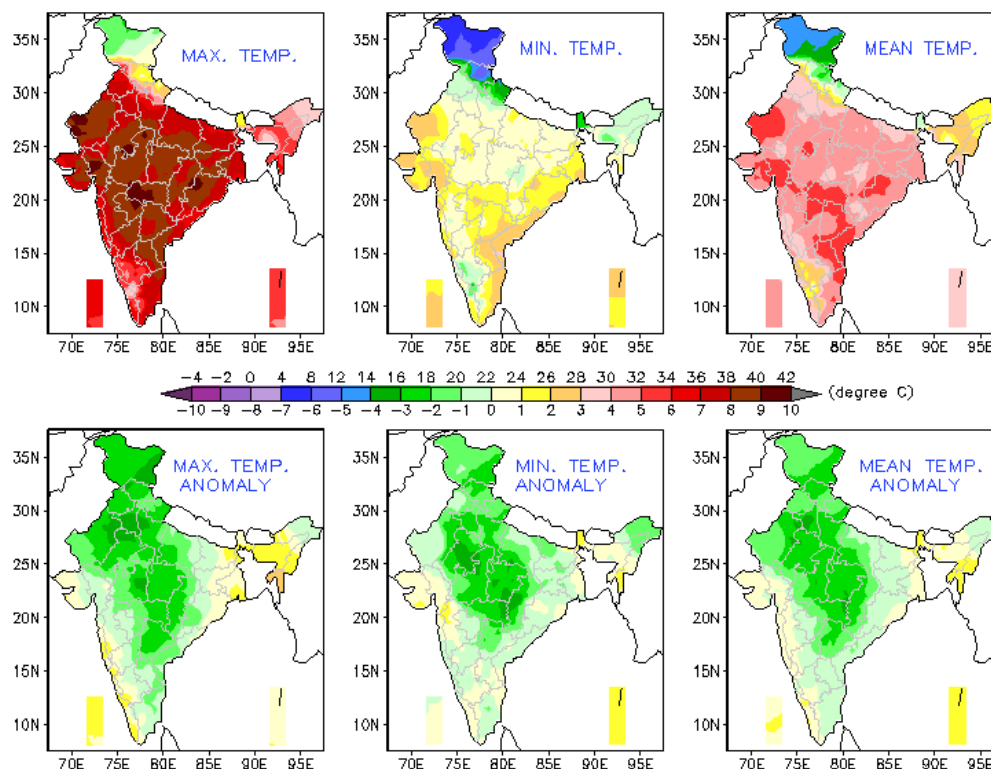 35N
30N
25N
20N
15N
10N
MAX. TEMP.
MIN. TEMP.
MEAN TEMP.
70E 75E 80E 85E 90E 95E
70E 75E 80E 85E 90E 95E
70E 75E 80E 85E 90E 95E
−4 −2 0 4 8 12 14 16 20 22 24 26 28 30 32 34 36 38 40 42
−10 −9 −8 −7 −6 −5 −4 −3 −2 −1 0 1 2 3 4 5 6 7 8 9 10
(degree C)
35N
30N
25N
20N
15N
10N
MAX. TEMP.
ANOMALY
MIN. TEMP.
ANOMALY
MEAN TEMP.
ANOMALY
70E 75E 80E 85E 90E 95E
70E 75E 80E 85E 90E 95E
70E 75E 80E 85E 90E 95E